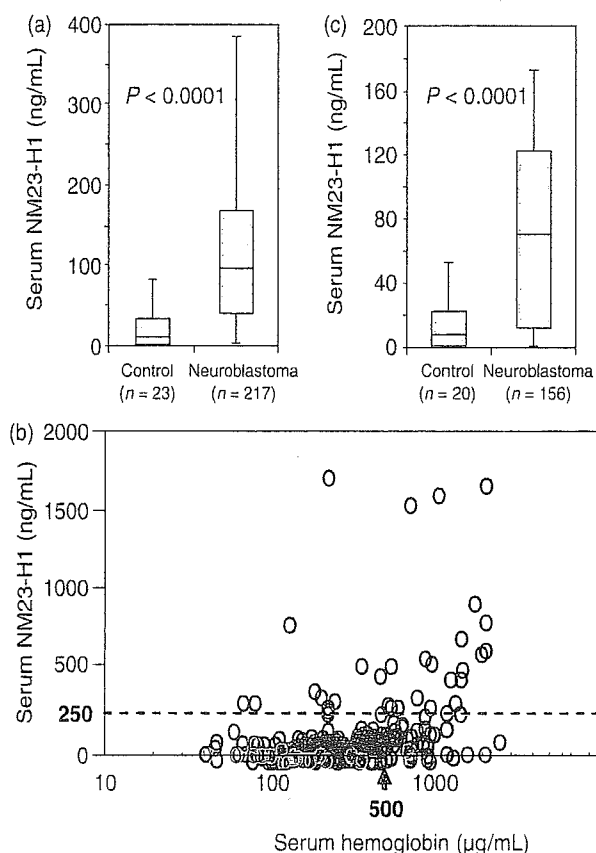 (a)
Serum NM23-H1 (ng/mL)
400
300
200
150
100
50
0
P < 0.0001
Control
(n = 23)
Neuroblastoma
(n = 217)
(c)
Serum NM23-H1 (ng/mL)
200
160
120
80
40
0
P < 0.0001
Control
(n = 20)
Neuroblastoma
(n = 156)
(b)
Serum NM23-H1 (ng/mL)
2000
1500
1000
500
250
0
10
100
1000
500
Serum hemoglobin (µg/mL)